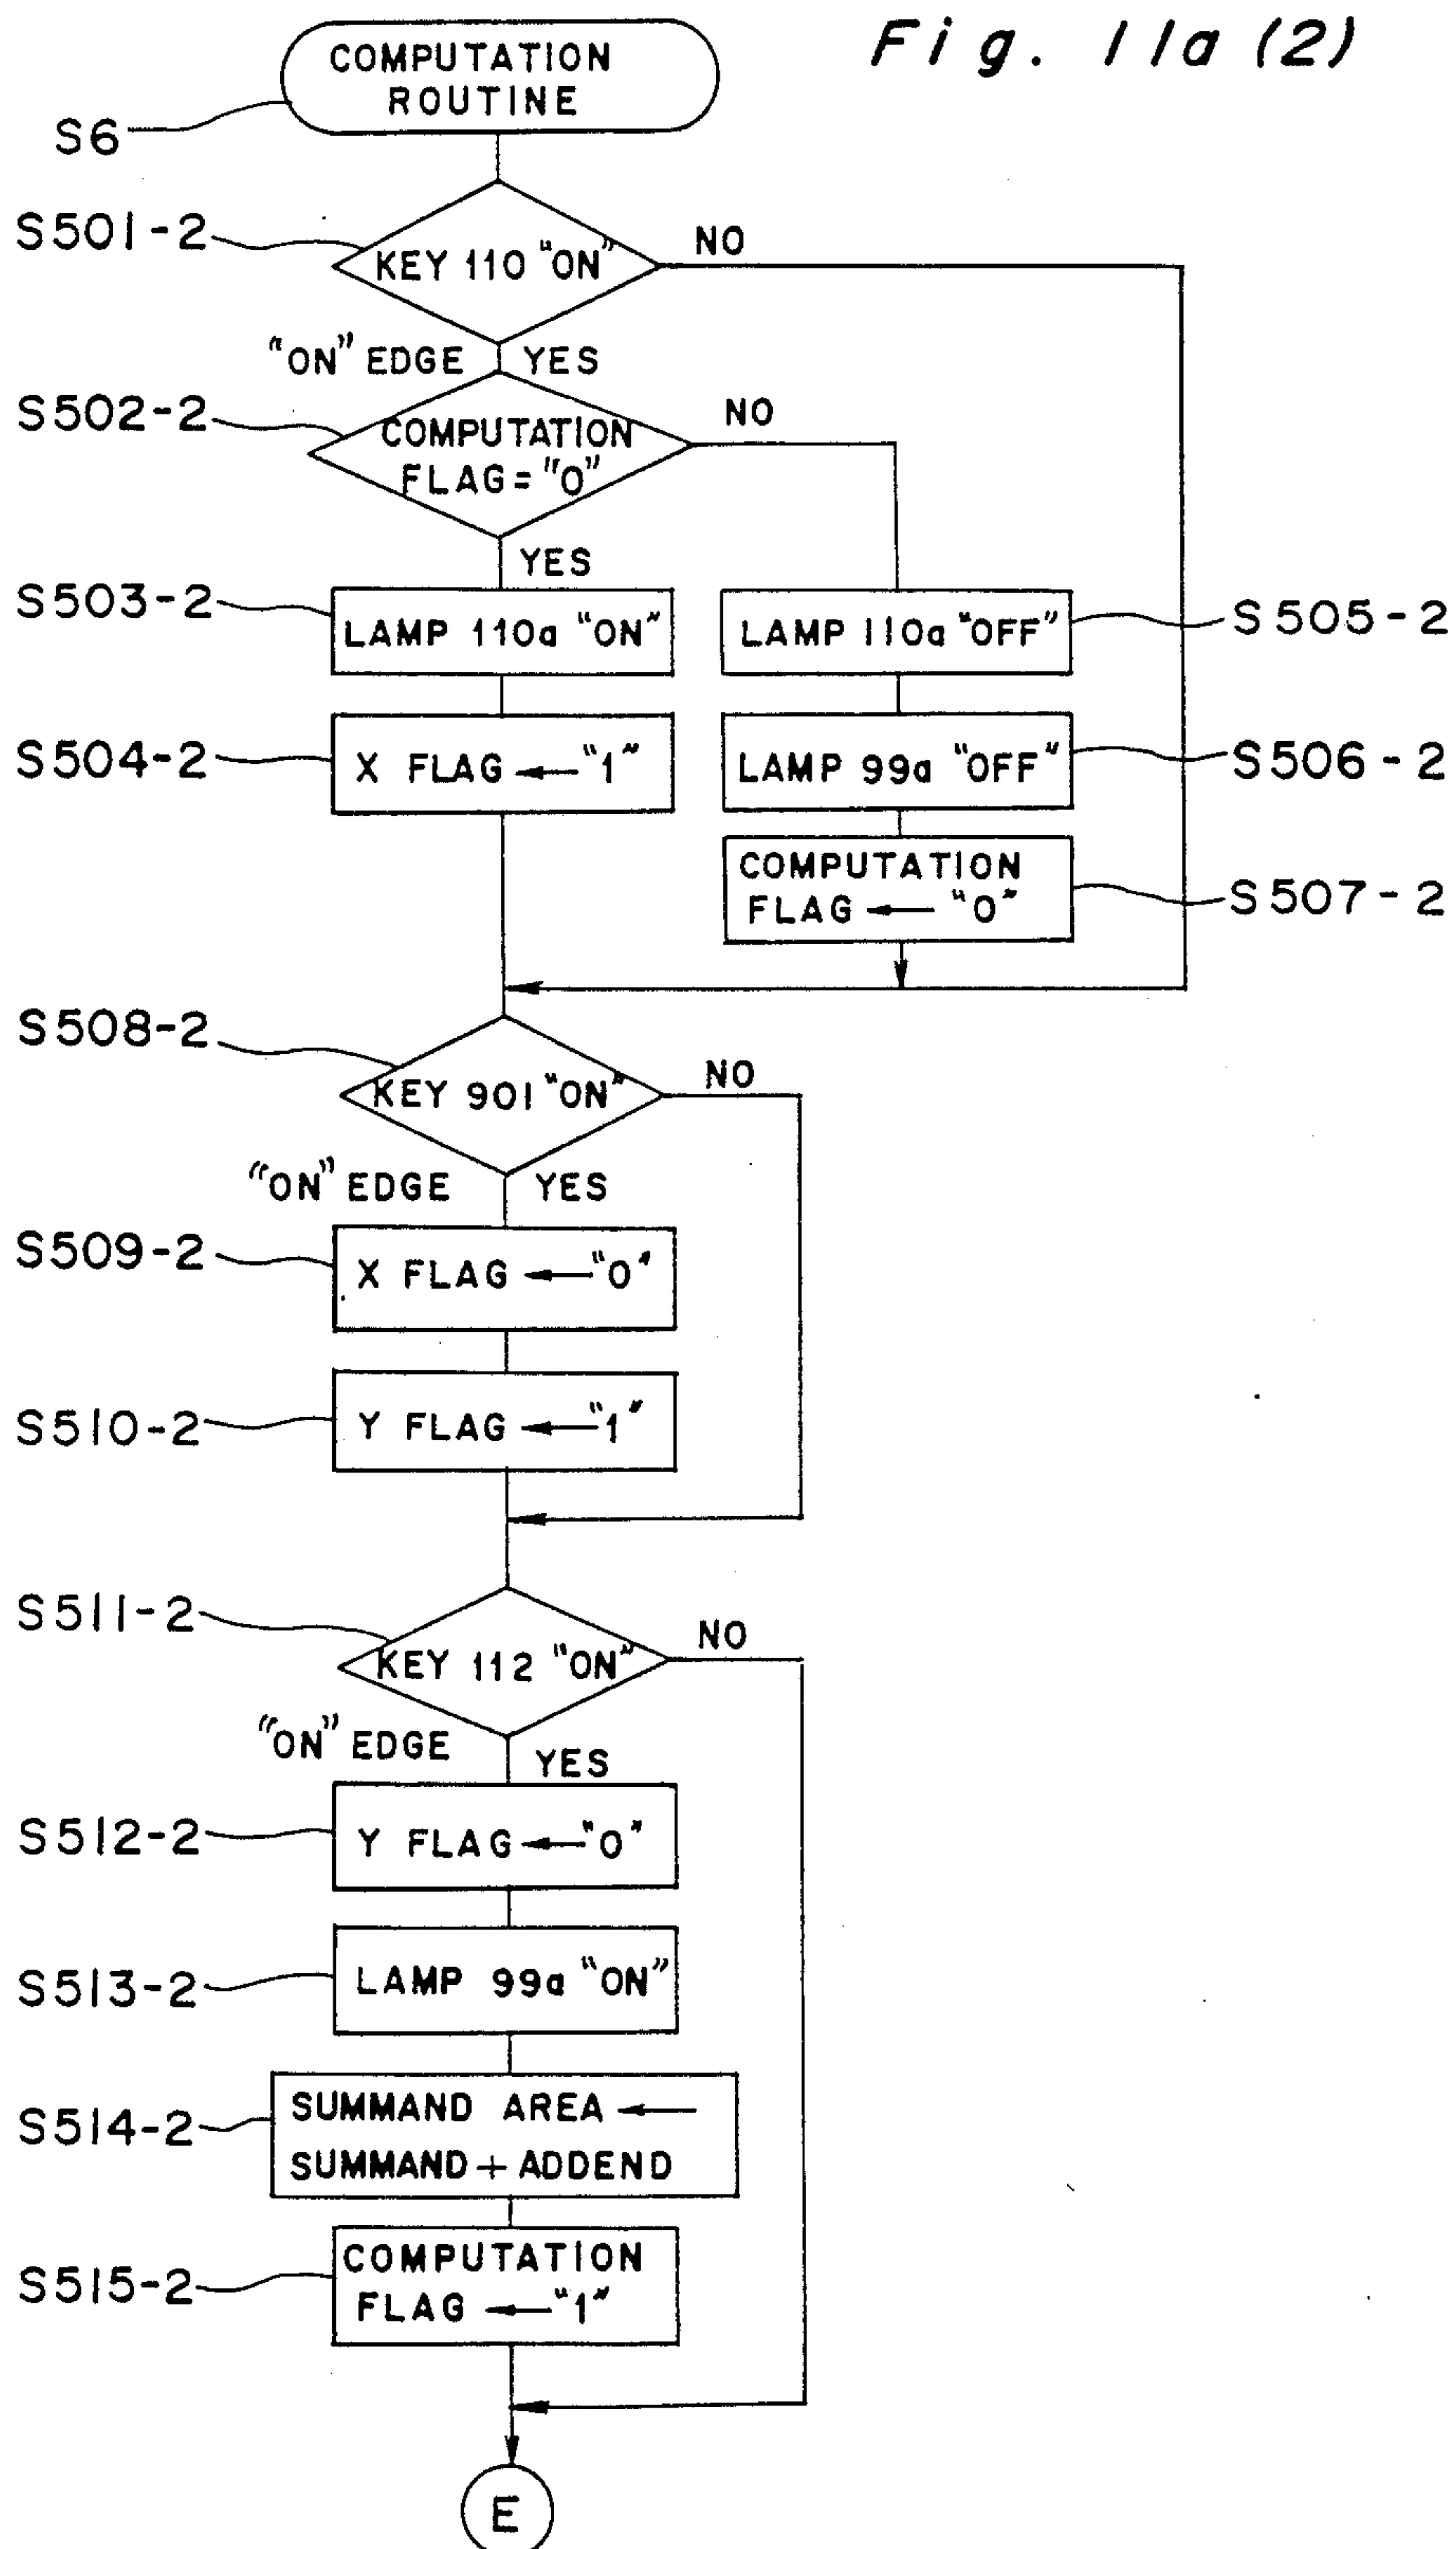 Fig. 11a (2)
COMPUTATION
ROUTINE
S6
S501-2
KEY 110 "ON"
NO
"ON" EDGE
YES
S502-2
COMPUTATION
FLAG = "0"
NO
YES
S503-2
LAMP 110a "ON"
LAMP 110a "OFF"
S505-2
S504-2
X FLAG ← "1"
LAMP 99a "OFF"
S506-2
COMPUTATION
FLAG ← "0"
S507-2
S508-2
KEY 901 "ON"
NO
"ON" EDGE
YES
S509-2
X FLAG ← "0"
S510-2
Y FLAG ← "1"
S511-2
KEY 112 "ON"
NO
"ON" EDGE
YES
S512-2
Y FLAG ← "0"
S513-2
LAMP 99a "ON"
S514-2
SUMMAND AREA ←
SUMMAND + ADDEND
S515-2
COMPUTATION
FLAG ← "1"
E